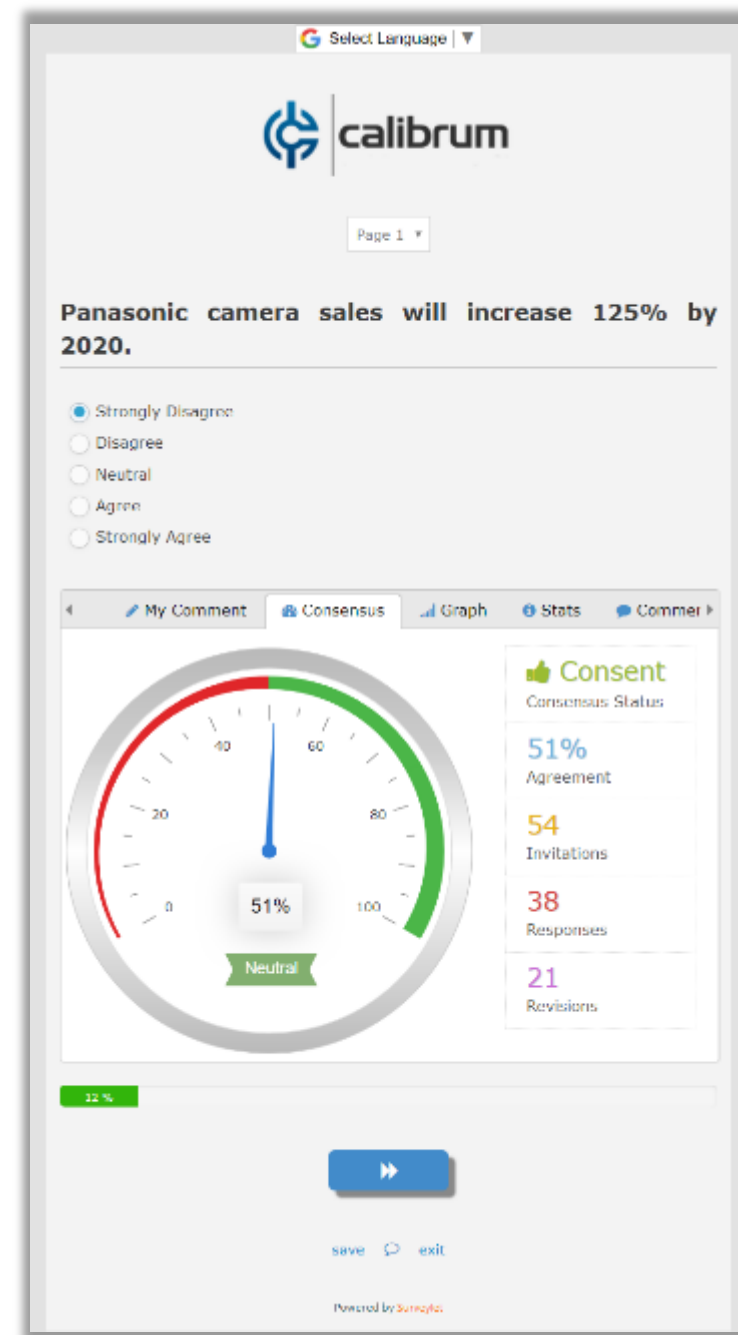 Select Language | ▼
calibrum
Page 1
Panasonic camera sales will increase 125% by
2020.
Strongly Disagree
Disagree
Neutral
Agree
Strongly Agree
My Comment Consensus Graph Stats Commer
Consent
Consensus Status
51%
Agreement
54
Invitations
38
Responses
21
Revisions
0 20 40 60 80 100
51%
Neutral
12 %
save exit
Powered by Surveylet